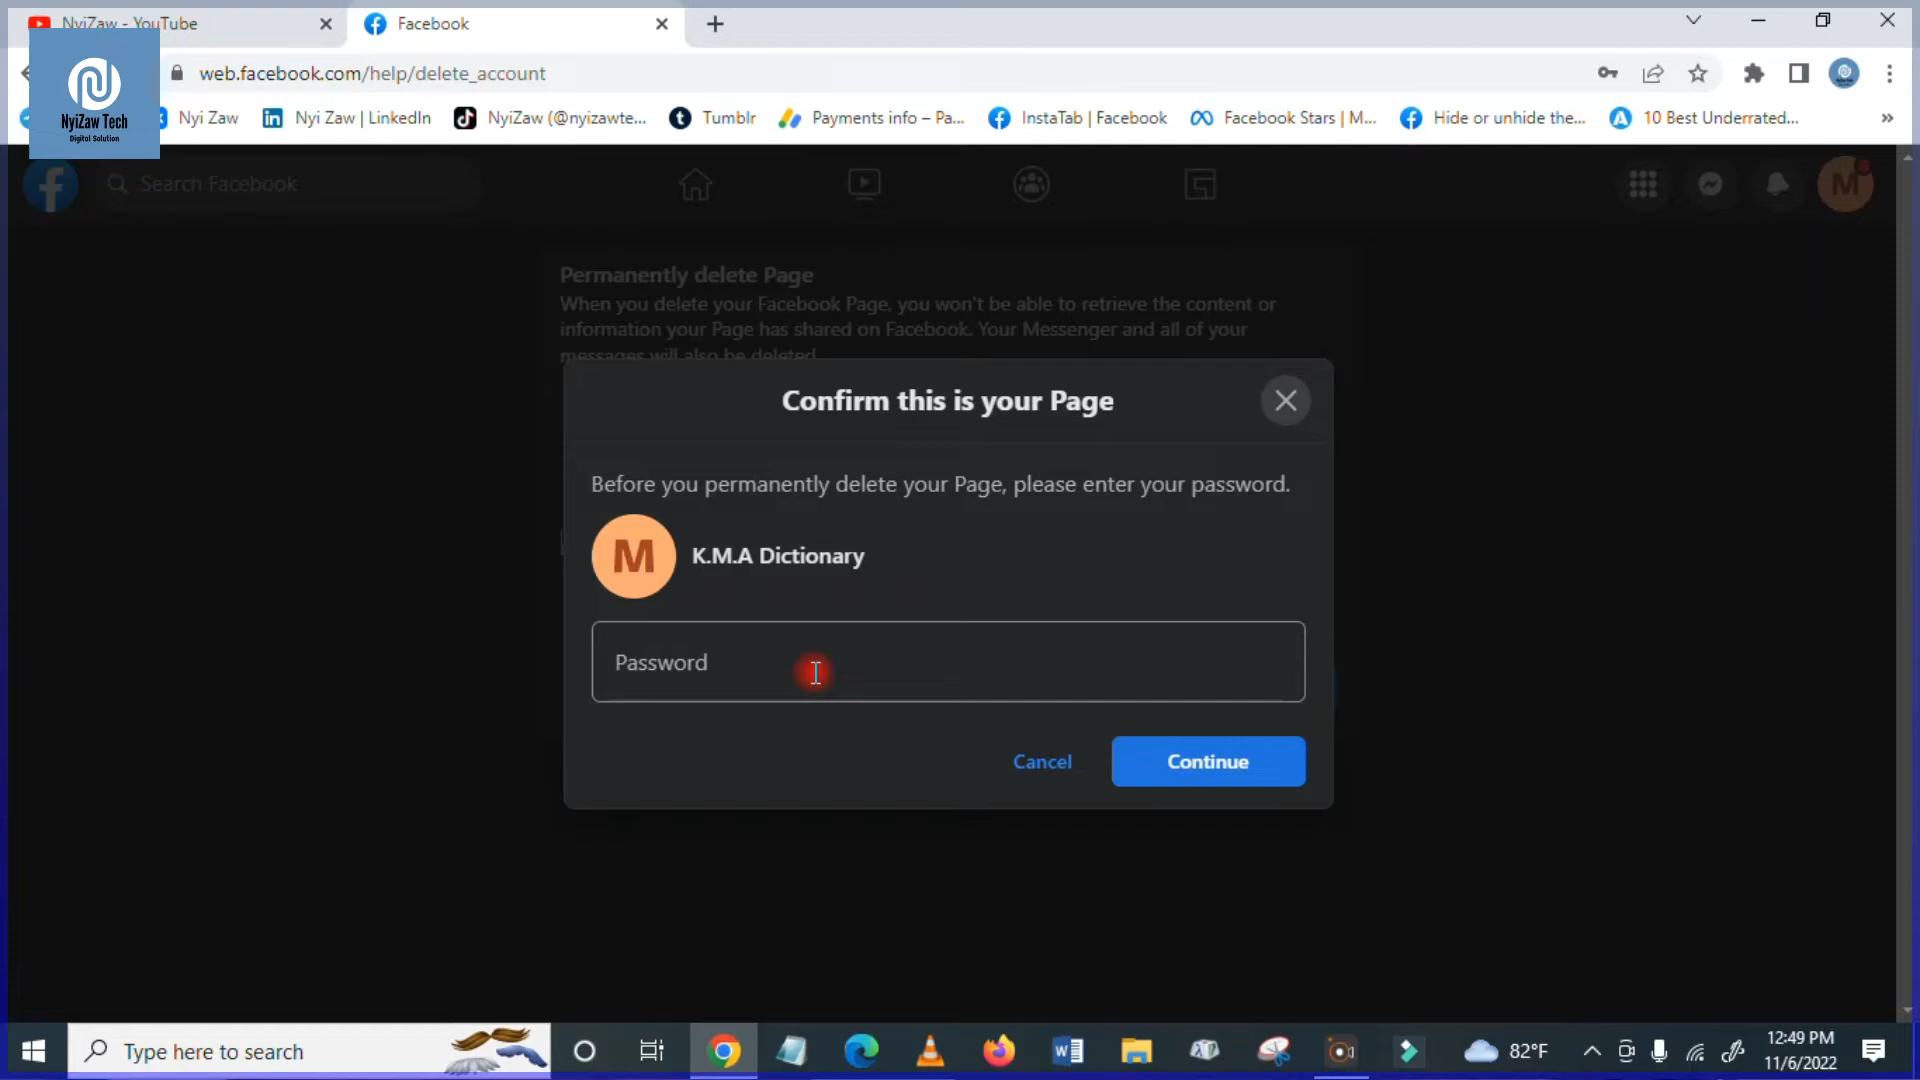 NyiZaw - YouTube
Facebook
web.facebook.com/help/delete_account
NyiZaw Tech
Digital Solution
Nyi Zaw
Nyi Zaw | LinkedIn
NyiZaw (@nyizawte...
Tumblr
Payments info – Pa...
InstaTab | Facebook
Facebook Stars | M...
Hide or unhide the...
10 Best Underrated...
Search Facebook
M
Permanently delete Page
When you delete your Facebook Page, you won't be able to retrieve the content or
information your Page has shared on Facebook. Your Messenger and all of your
messages will also be deleted.
Confirm this is your Page
Before you permanently delete your Page, please enter your password.
M
K.M.A Dictionary
Password
Cancel
Continue
Type here to search
82°F
12:49 PM
11/6/2022